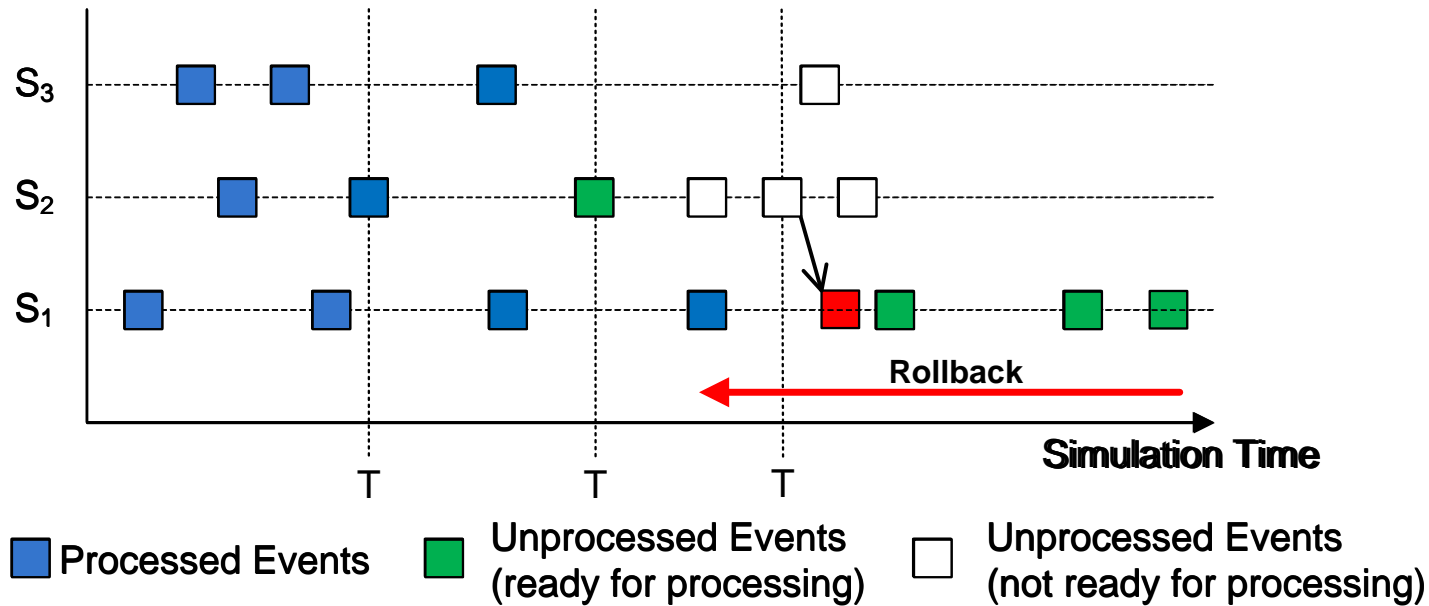 S₃
S₂
S₁
Rollback
Simulation Time
T T T
Processed Events
Unprocessed Events
(ready for processing)
Unprocessed Events
(not ready for processing)